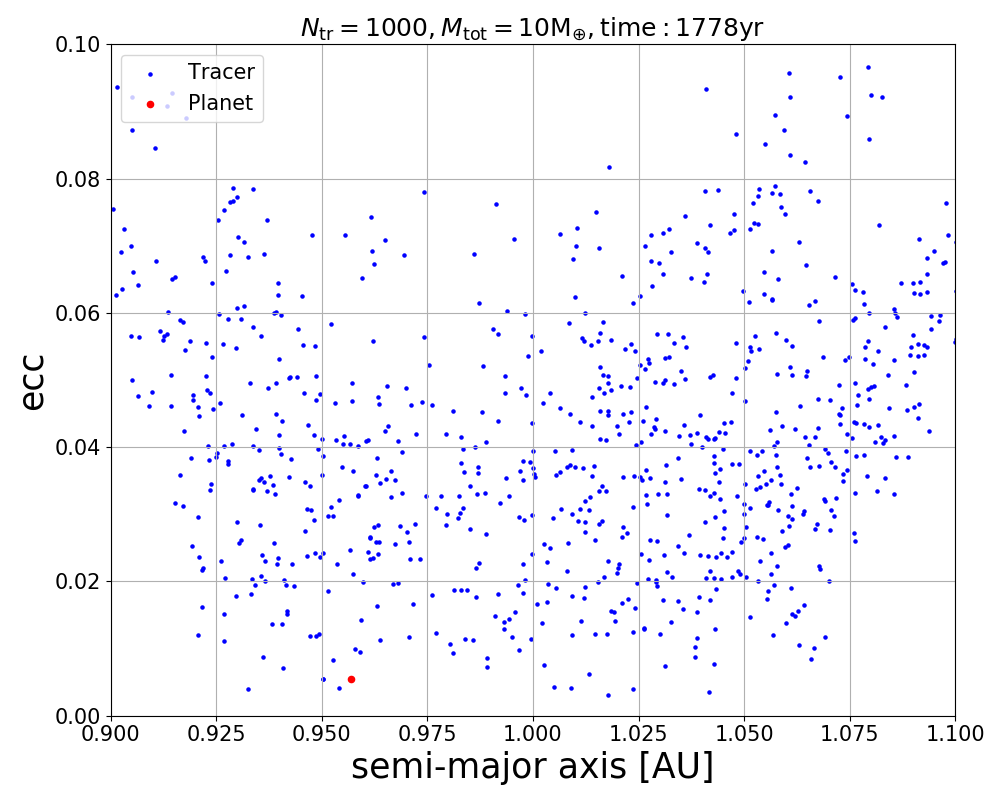 N_tr = 1000, M_tot = 10M_⊕, time : 1778yr
Tracer
Planet
0.10
0.08
0.06
0.04
0.02
0.00
ecc
0.900 0.925 0.950 0.975 1.000 1.025 1.050 1.075 1.100
semi-major axis [AU]